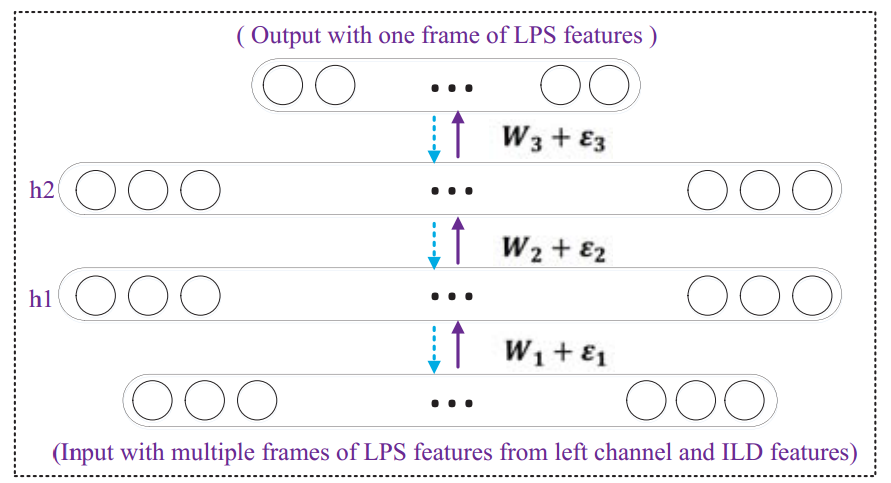 ( Output with one frame of LPS features )
...
W₃ + ε₃
h2 ...
W₂ + ε₂
h1 ...
W₁ + ε₁
...
(Input with multiple frames of LPS features from left channel and ILD features)